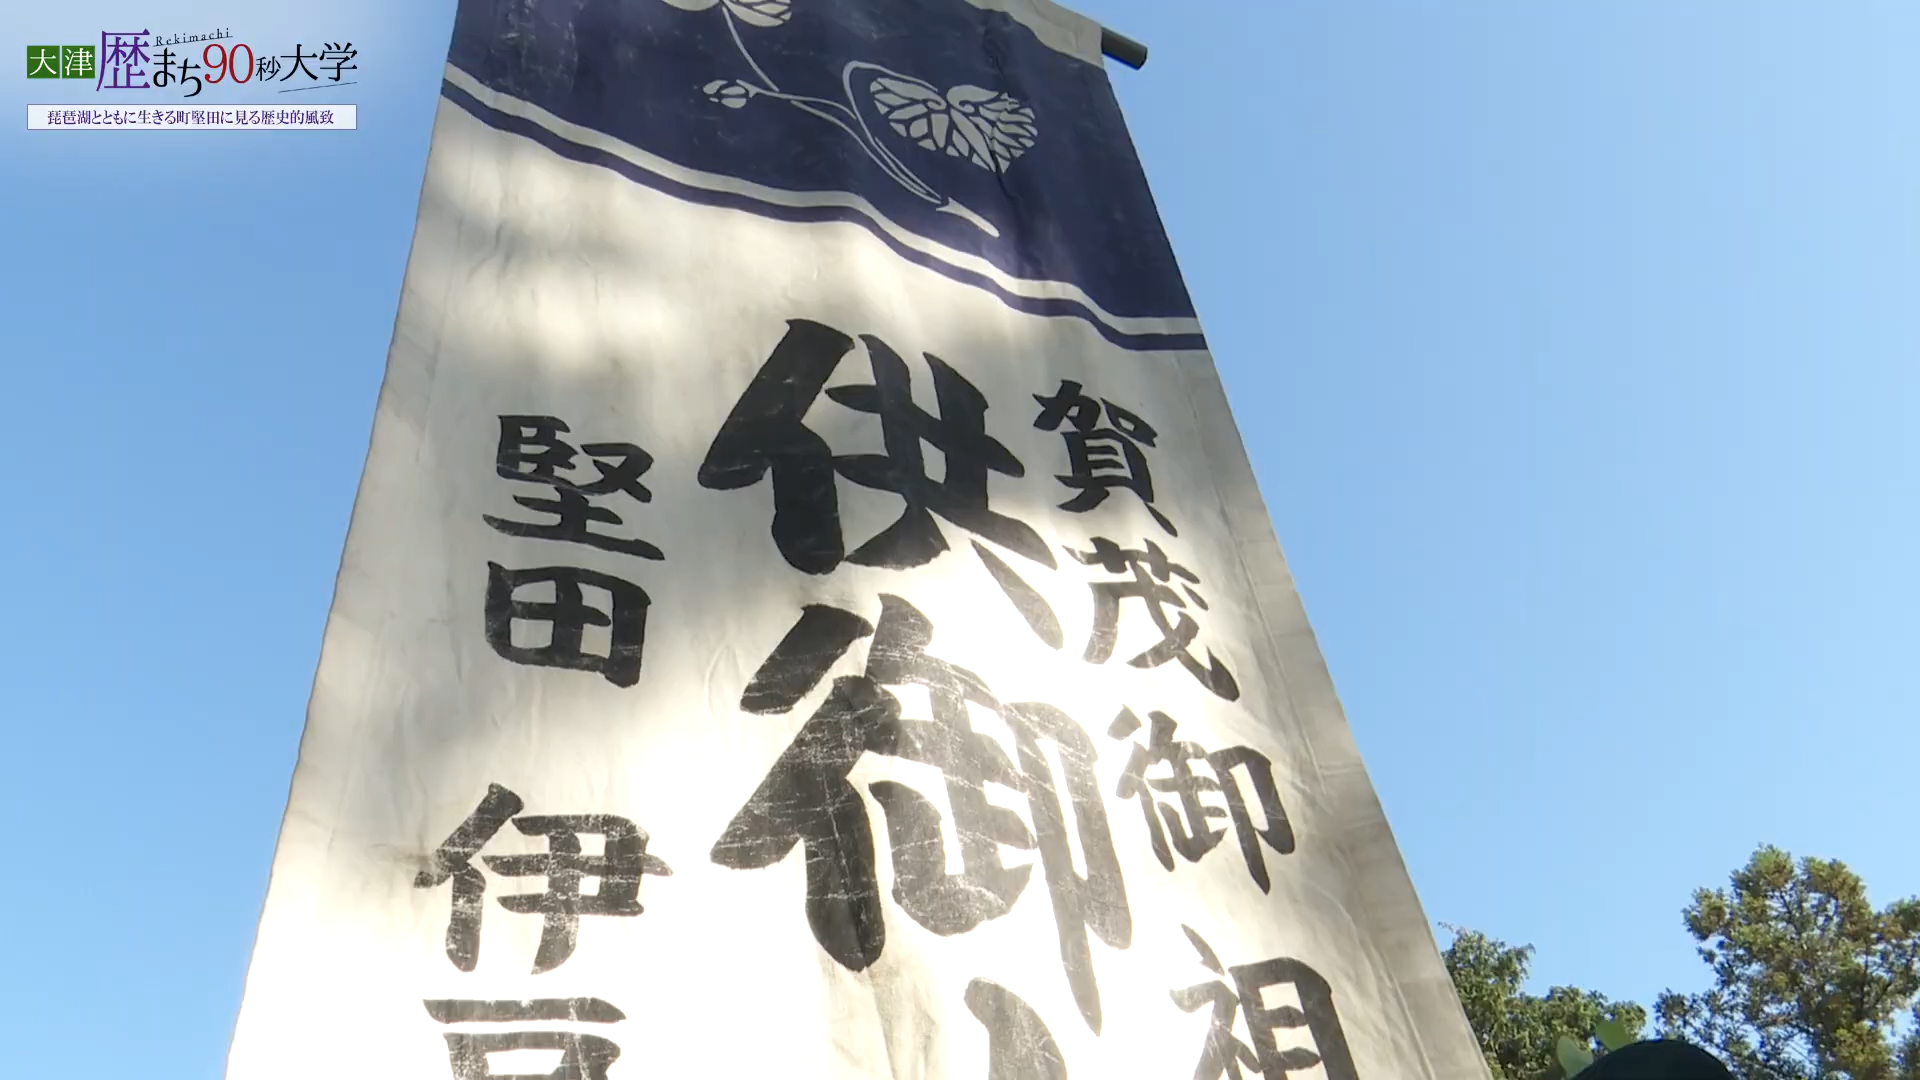 大津歴まち90秒大学
Rekimachi
琵琶湖とともに生きる町堅田に見る歴史的風致
賀茂御祖
供御
堅田 伊豆